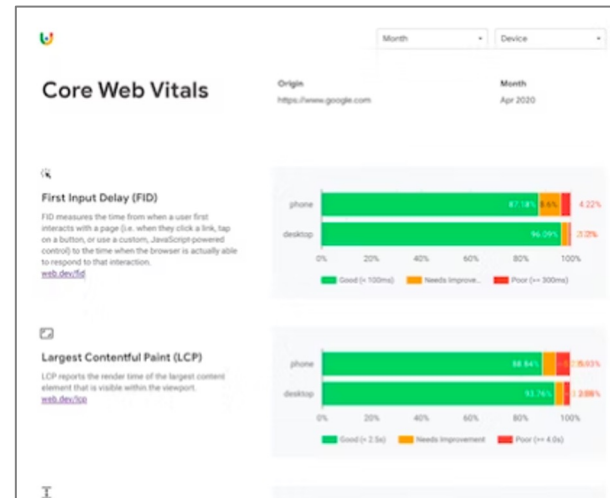 Month
Device
Core Web Vitals
Origin
https://www.google.com
Month
Apr 2020
First Input Delay (FID)
FID measures the time from when a user first
interacts with a page (i.e. when they click a link, tap
on a button, or use a custom, JavaScript-powered
control) to the time when the browser is actually able
to respond to that interaction.
web.dev/fid
phone
87.18%
8.6%
4.22%
desktop
96.09%
0%
20%
40%
60%
80%
100%
Good (< 100ms)
Needs Improve...
Poor (>= 300ms)
Largest Contentful Paint (LCP)
LCP reports the render time of the largest content
element that is visible within the viewport.
web.dev/lcp
phone
88.84%
desktop
93.76%
0%
20%
40%
60%
80%
100%
Good (< 2.5s)
Needs Improvement
Poor (>= 4.0s)